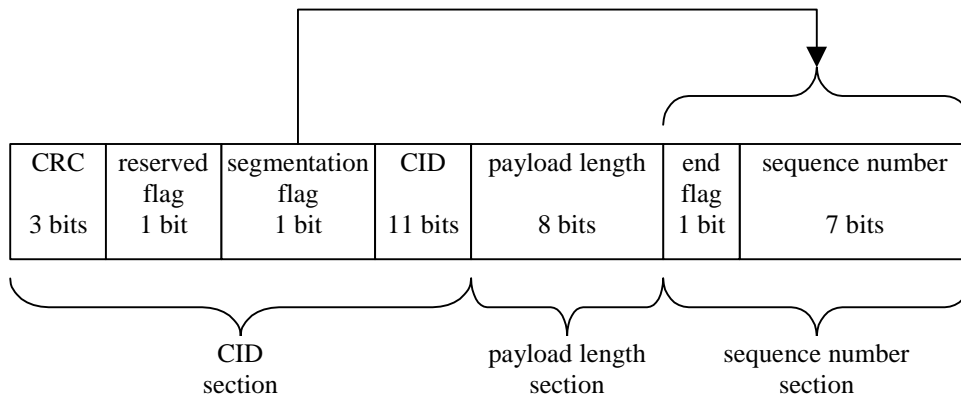 CRC
3 bits
reserved
flag
1 bit
segmentation
flag
1 bit
CID
11 bits
payload length
8 bits
end
flag
1 bit
sequence number
7 bits
CID
section
payload length
section
sequence number
section